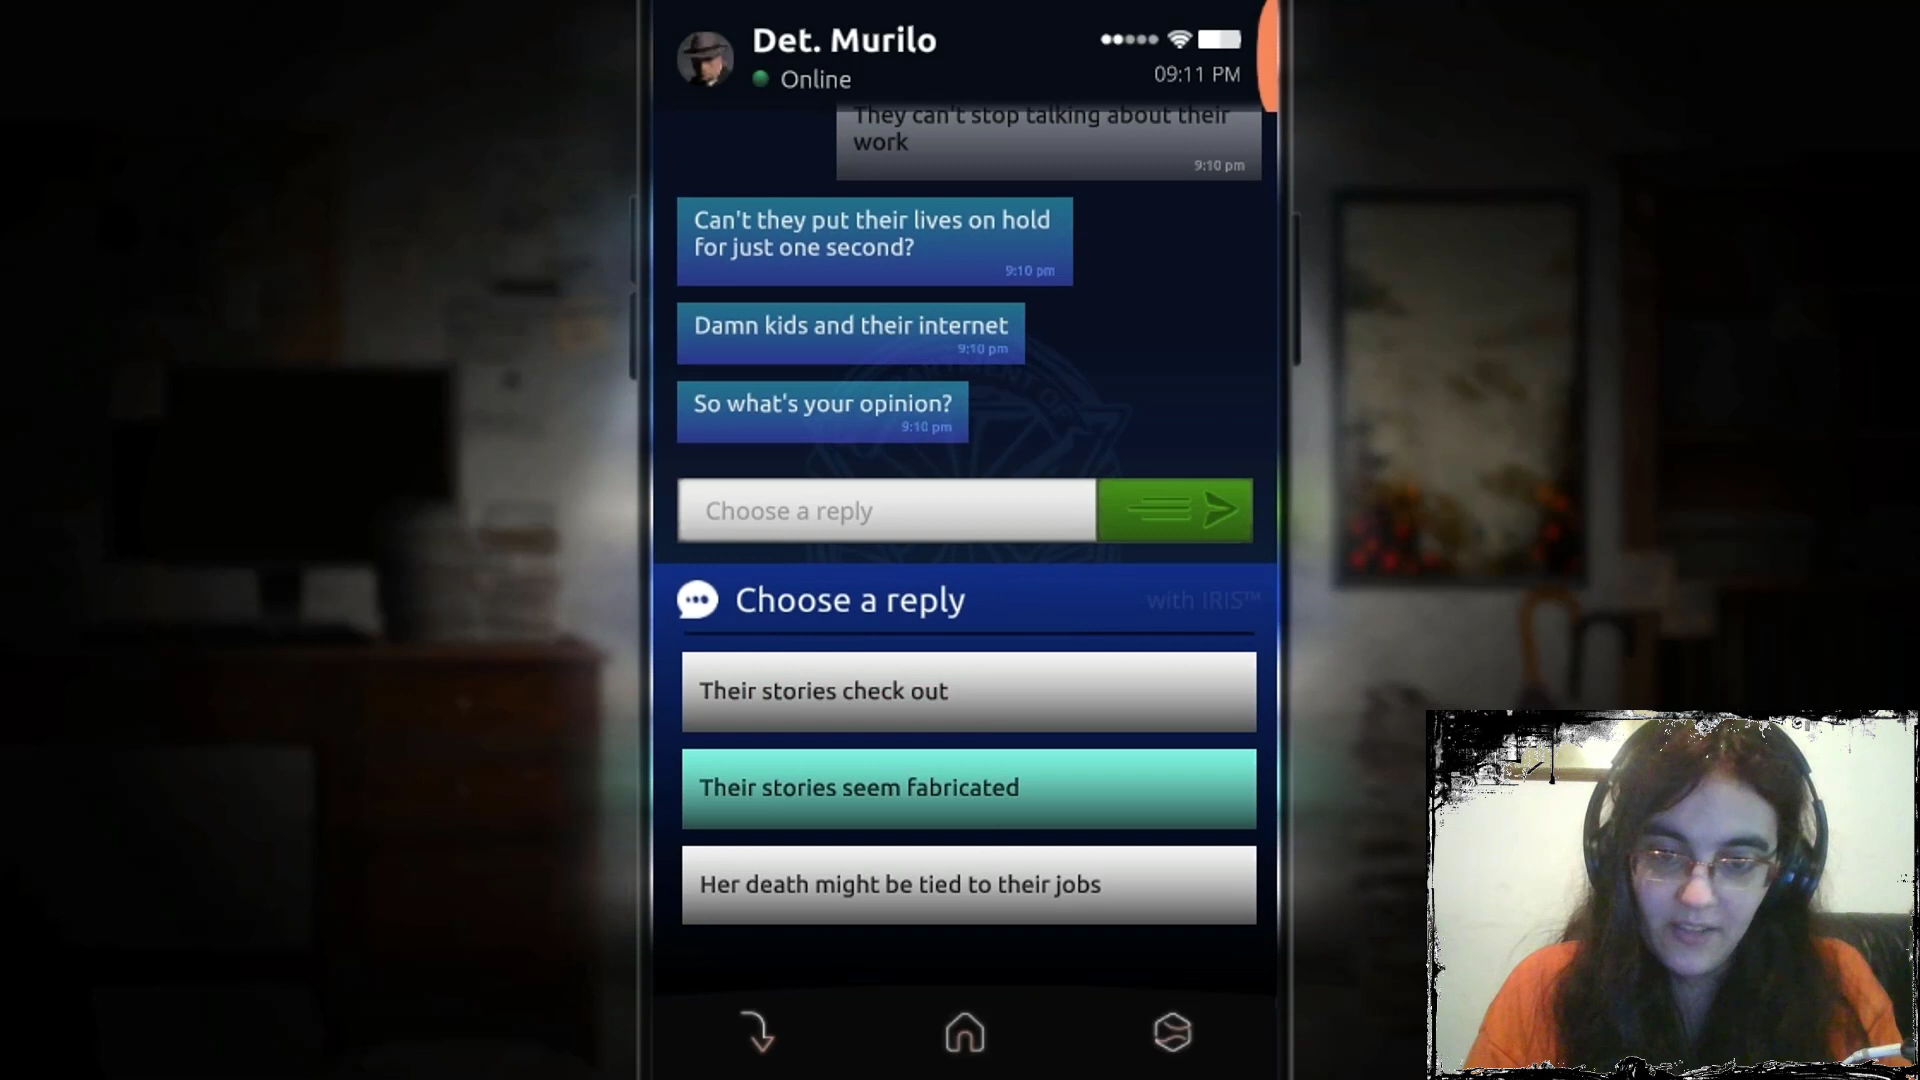 Det. Murilo
Online
09:11 PM
They can't stop talking about their
work
9:10 pm
Can't they put their lives on hold
for just one second?
9:10 pm
Damn kids and their internet
9:10 pm
So what's your opinion?
9:10 pm
Choose a reply
Choose a reply
with IRIS™
Their stories check out
Their stories seem fabricated
Her death might be tied to their jobs